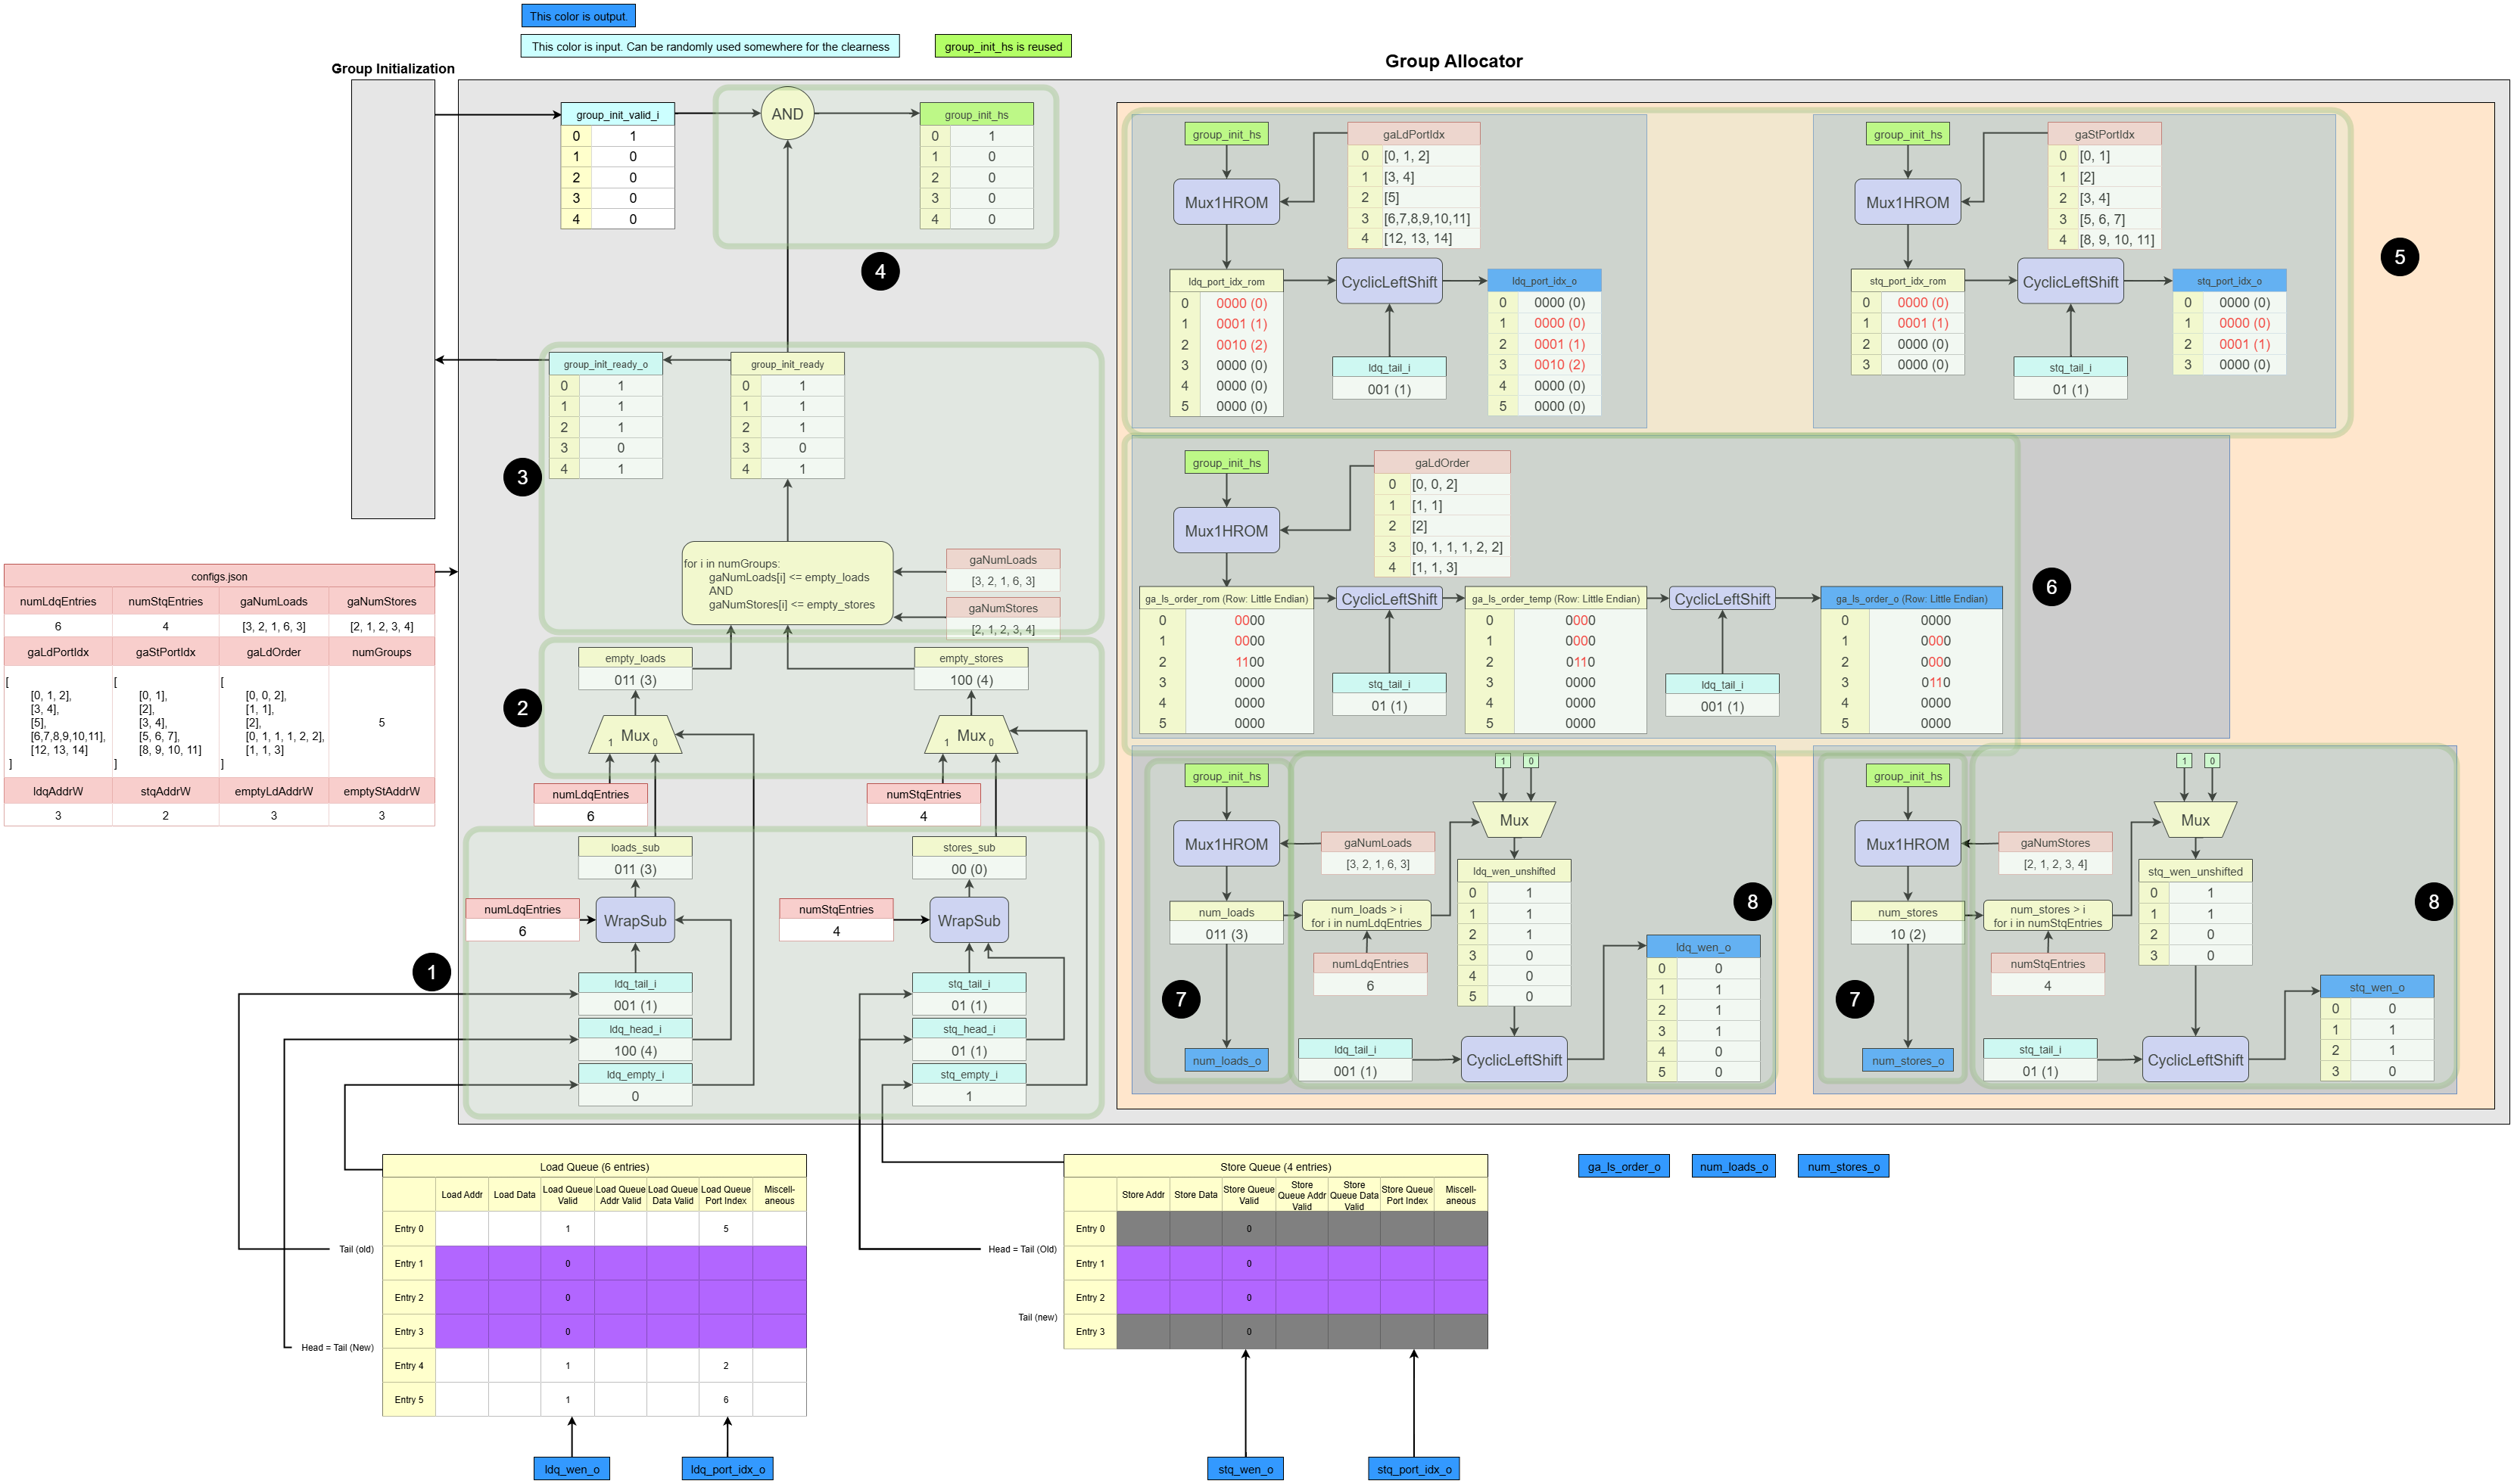 This color is output.
This color is input. Can be randomly used somewhere for the clearness
group_init_hs is reused
Group Initialization
Group Allocator
group_init_valid_i
0 1
1 0
2 0
3 0
4 0
AND
group_init_hs
0 1
1 0
2 0
3 0
4 0
4
group_init_ready_o
0 1
1 1
2 1
3 0
4 1
group_init_ready
0 1
1 1
2 1
3 0
4 1
3
for i in numGroups:
gaNumLoads[i] <= empty_loads
AND
gaNumStores[i] <= empty_stores
gaNumLoads
[3, 2, 1, 6, 3]
gaNumStores
[2, 1, 2, 3, 4]
configs.json
numLdqEntries numStqEntries gaNumLoads gaNumStores
6 4 [3, 2, 1, 6, 3] [2, 1, 2, 3, 4]
gaLdPortIdx gaStPortIdx gaLdOrder numGroups
[
[0, 1, 2],
[3, 4],
[5],
[6,7,8,9,10,11],
[12, 13, 14]
]
[
[0, 1],
[2],
[3, 4],
[5, 6, 7],
[8, 9, 10, 11]
]
[
[0, 0, 2],
[1, 1],
[2],
[0, 1, 1, 1, 2, 2],
[1, 1, 3]
]
5
ldqAddrW stqAddrW emptyLdAddrW emptyStAddrW
3 2 3 3
empty_loads
011 (3)
empty_stores
100 (4)
2
1 Mux 0
1 Mux 0
numLdqEntries
6
numStqEntries
4
loads_sub
011 (3)
stores_sub
00 (0)
numLdqEntries
6
WrapSub
numStqEntries
4
WrapSub
1
ldq_tail_i
001 (1)
ldq_head_i
100 (4)
ldq_empty_i
0
stq_tail_i
01 (1)
stq_head_i
01 (1)
stq_empty_i
1
group_init_hs
Mux1HROM
gaLdPortIdx
0 [0, 1, 2]
1 [3, 4]
2 [5]
3 [6,7,8,9,10,11]
4 [12, 13, 14]
ldq_port_idx_rom
0 0000 (0)
1 0001 (1)
2 0010 (2)
3 0000 (0)
4 0000 (0)
5 0000 (0)
CyclicLeftShift
ldq_tail_i
001 (1)
ldq_port_idx_o
0 0000 (0)
1 0000 (0)
2 0001 (1)
3 0010 (2)
4 0000 (0)
5 0000 (0)
group_init_hs
Mux1HROM
gaStPortIdx
0 [0, 1]
1 [2]
2 [3, 4]
3 [5, 6, 7]
4 [8, 9, 10, 11]
stq_port_idx_rom
0 0000 (0)
1 0001 (1)
2 0000 (0)
3 0000 (0)
CyclicLeftShift
stq_tail_i
01 (1)
stq_port_idx_o
0 0000 (0)
1 0000 (0)
2 0001 (1)
3 0000 (0)
5
group_init_hs
Mux1HROM
gaLdOrder
0 [0, 0, 2]
1 [1, 1]
2 [2]
3 [0, 1, 1, 1, 2, 2]
4 [1, 1, 3]
ga_ls_order_rom (Row: Little Endian)
0 0000
1 0000
2 1100
3 0000
4 0000
5 0000
CyclicLeftShift
stq_tail_i
01 (1)
ga_ls_order_temp (Row: Little Endian)
0 0000
1 0000
2 0110
3 0000
4 0000
5 0000
CyclicLeftShift
ldq_tail_i
001 (1)
ga_ls_order_o (Row: Little Endian)
0 0000
1 0000
2 0000
3 0110
4 0000
5 0000
6
group_init_hs
Mux1HROM
gaNumLoads
[3, 2, 1, 6, 3]
num_loads
011 (3)
7
num_loads_o
num_loads > i
for i in numLdqEntries
numLdqEntries
6
1 0
Mux
ldq_wen_unshifted
0 1
1 1
2 1
3 0
4 0
5 0
ldq_tail_i
001 (1)
CyclicLeftShift
ldq_wen_o
0 0
1 1
2 1
3 1
4 0
5 0
8
group_init_hs
Mux1HROM
gaNumStores
[2, 1, 2, 3, 4]
num_stores
10 (2)
7
num_stores_o
num_stores > i
for i in numStqEntries
numStqEntries
4
1 0
Mux
stq_wen_unshifted
0 1
1 1
2 0
3 0
stq_tail_i
01 (1)
CyclicLeftShift
stq_wen_o
0 0
1 1
2 1
3 0
8
Load Queue (6 entries)
Load Addr Load Data Load Queue Valid Load Queue Addr Valid Load Queue Data Valid Load Queue Port Index Miscell-aneous
Entry 0 1 5
Tail (old)
Entry 1 0
Entry 2 0
Entry 3 0
Head = Tail (New)
Entry 4 1 2
Entry 5 1 6
ldq_wen_o
ldq_port_idx_o
Store Queue (4 entries)
Store Addr Store Data Store Queue Valid Store Queue Addr Valid Store Queue Data Valid Store Queue Port Index Miscell-aneous
Entry 0 0
Head = Tail (Old)
Entry 1 0
Entry 2 0
Tail (new)
Entry 3 0
stq_wen_o
stq_port_idx_o
ga_ls_order_o
num_loads_o
num_stores_o